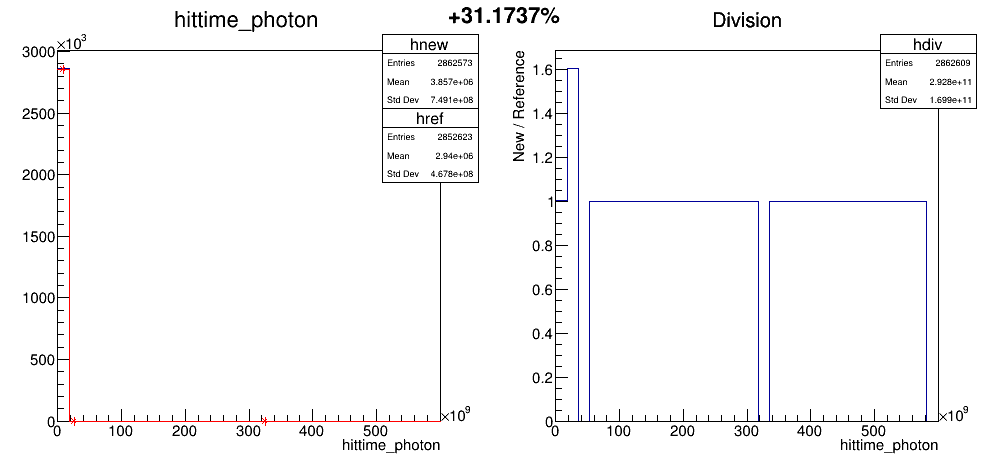 +31.1737%
hittime_photon
×10³
3000
2500
2000
1500
1000
500
0
0 100 200 300 400 500
×10⁹
hittime_photon
hnew
Entries 2862573
Mean 3.857e+06
Std Dev 7.491e+08
href
Entries 2852623
Mean 2.94e+06
Std Dev 4.678e+08
Division
New / Reference
1.6
1.4
1.2
1
0.8
0.6
0.4
0.2
0
0 100 200 300 400 500
×10⁹
hittime_photon
hdiv
Entries 2862609
Mean 2.928e+11
Std Dev 1.699e+11